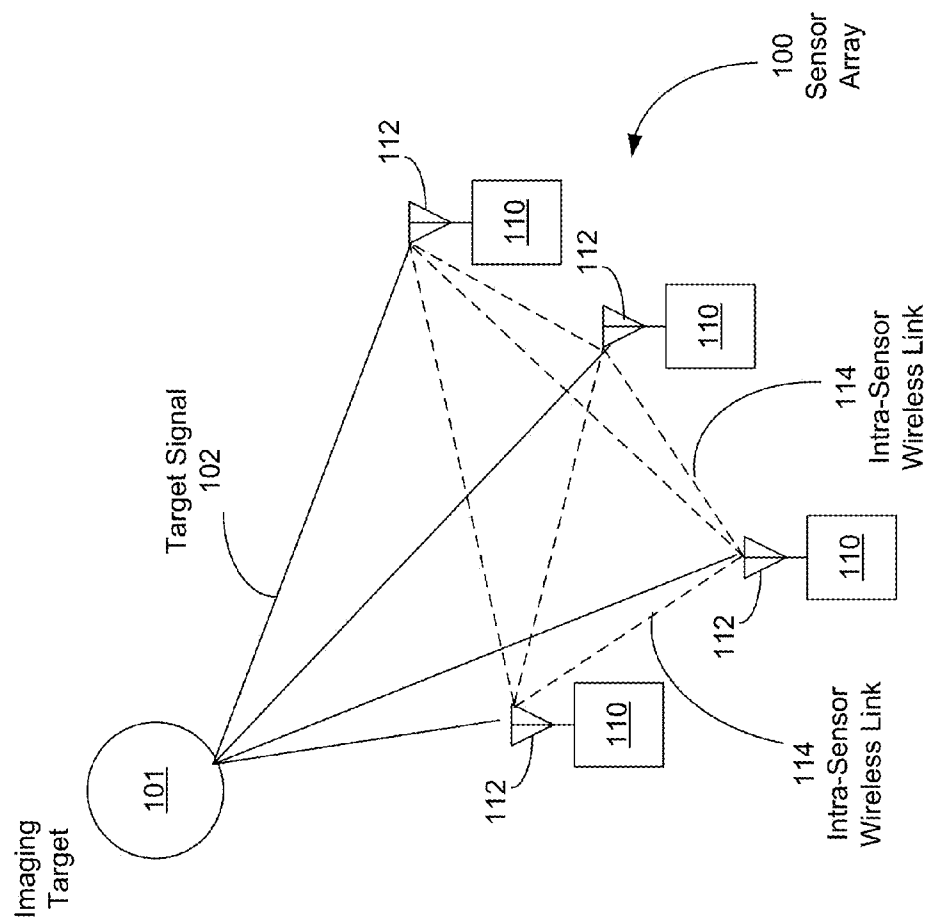 Imaging
Target
101
Target Signal
102
112
110
112
110
112
110
112
110
100
Sensor
Array
114
Intra-Sensor
Wireless Link
114
Intra-Sensor
Wireless Link